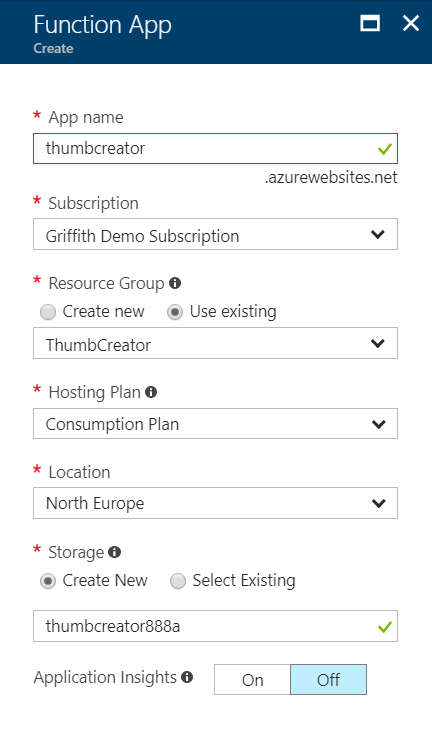 Function App
Create
* App name
thumbcreator
.azurewebsites.net
* Subscription
Griffith Demo Subscription
* Resource Group
Create new Use existing
ThumbCreator
* Hosting Plan
Consumption Plan
* Location
North Europe
* Storage
Create New Select Existing
thumbcreator888a
Application Insights On Off